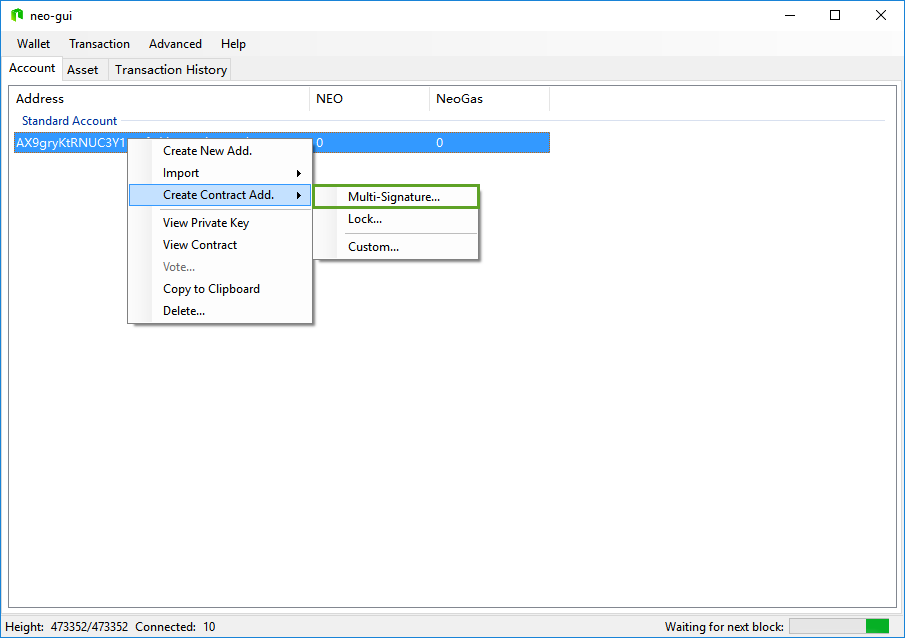 neo-gui
Wallet Transaction Advanced Help
Account Asset Transaction History
Address NEO NeoGas
Standard Account
AX9gryKtRNUC3Y1 0 0
Create New Add.
Import
Create Contract Add.
Multi-Signature...
Lock...
View Private Key
View Contract
Custom...
Vote...
Copy to Clipboard
Delete...
Height: 473352/473352 Connected: 10 Waiting for next block: